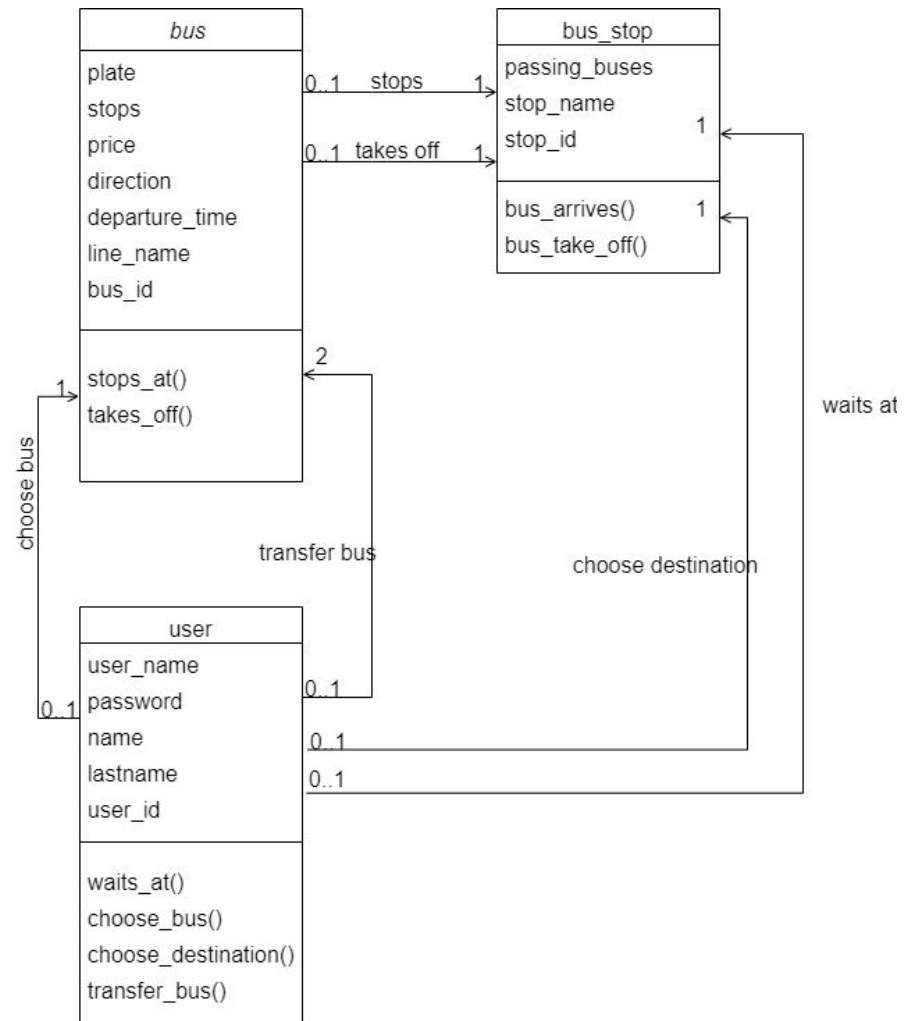 bus
plate
stops
price
direction
departure_time
line_name
bus_id
stops_at()
takes_off()
bus_stop
passing_buses
stop_name
stop_id
bus_arrives()
bus_take_off()
0..1 stops 1
0..1 takes off 1
1
1
2
1
choose bus
transfer bus
choose destination
waits at
user
user_name
password
name
lastname
user_id
waits_at()
choose_bus()
choose_destination()
transfer_bus()
0..1
0..1
0..1
0..1